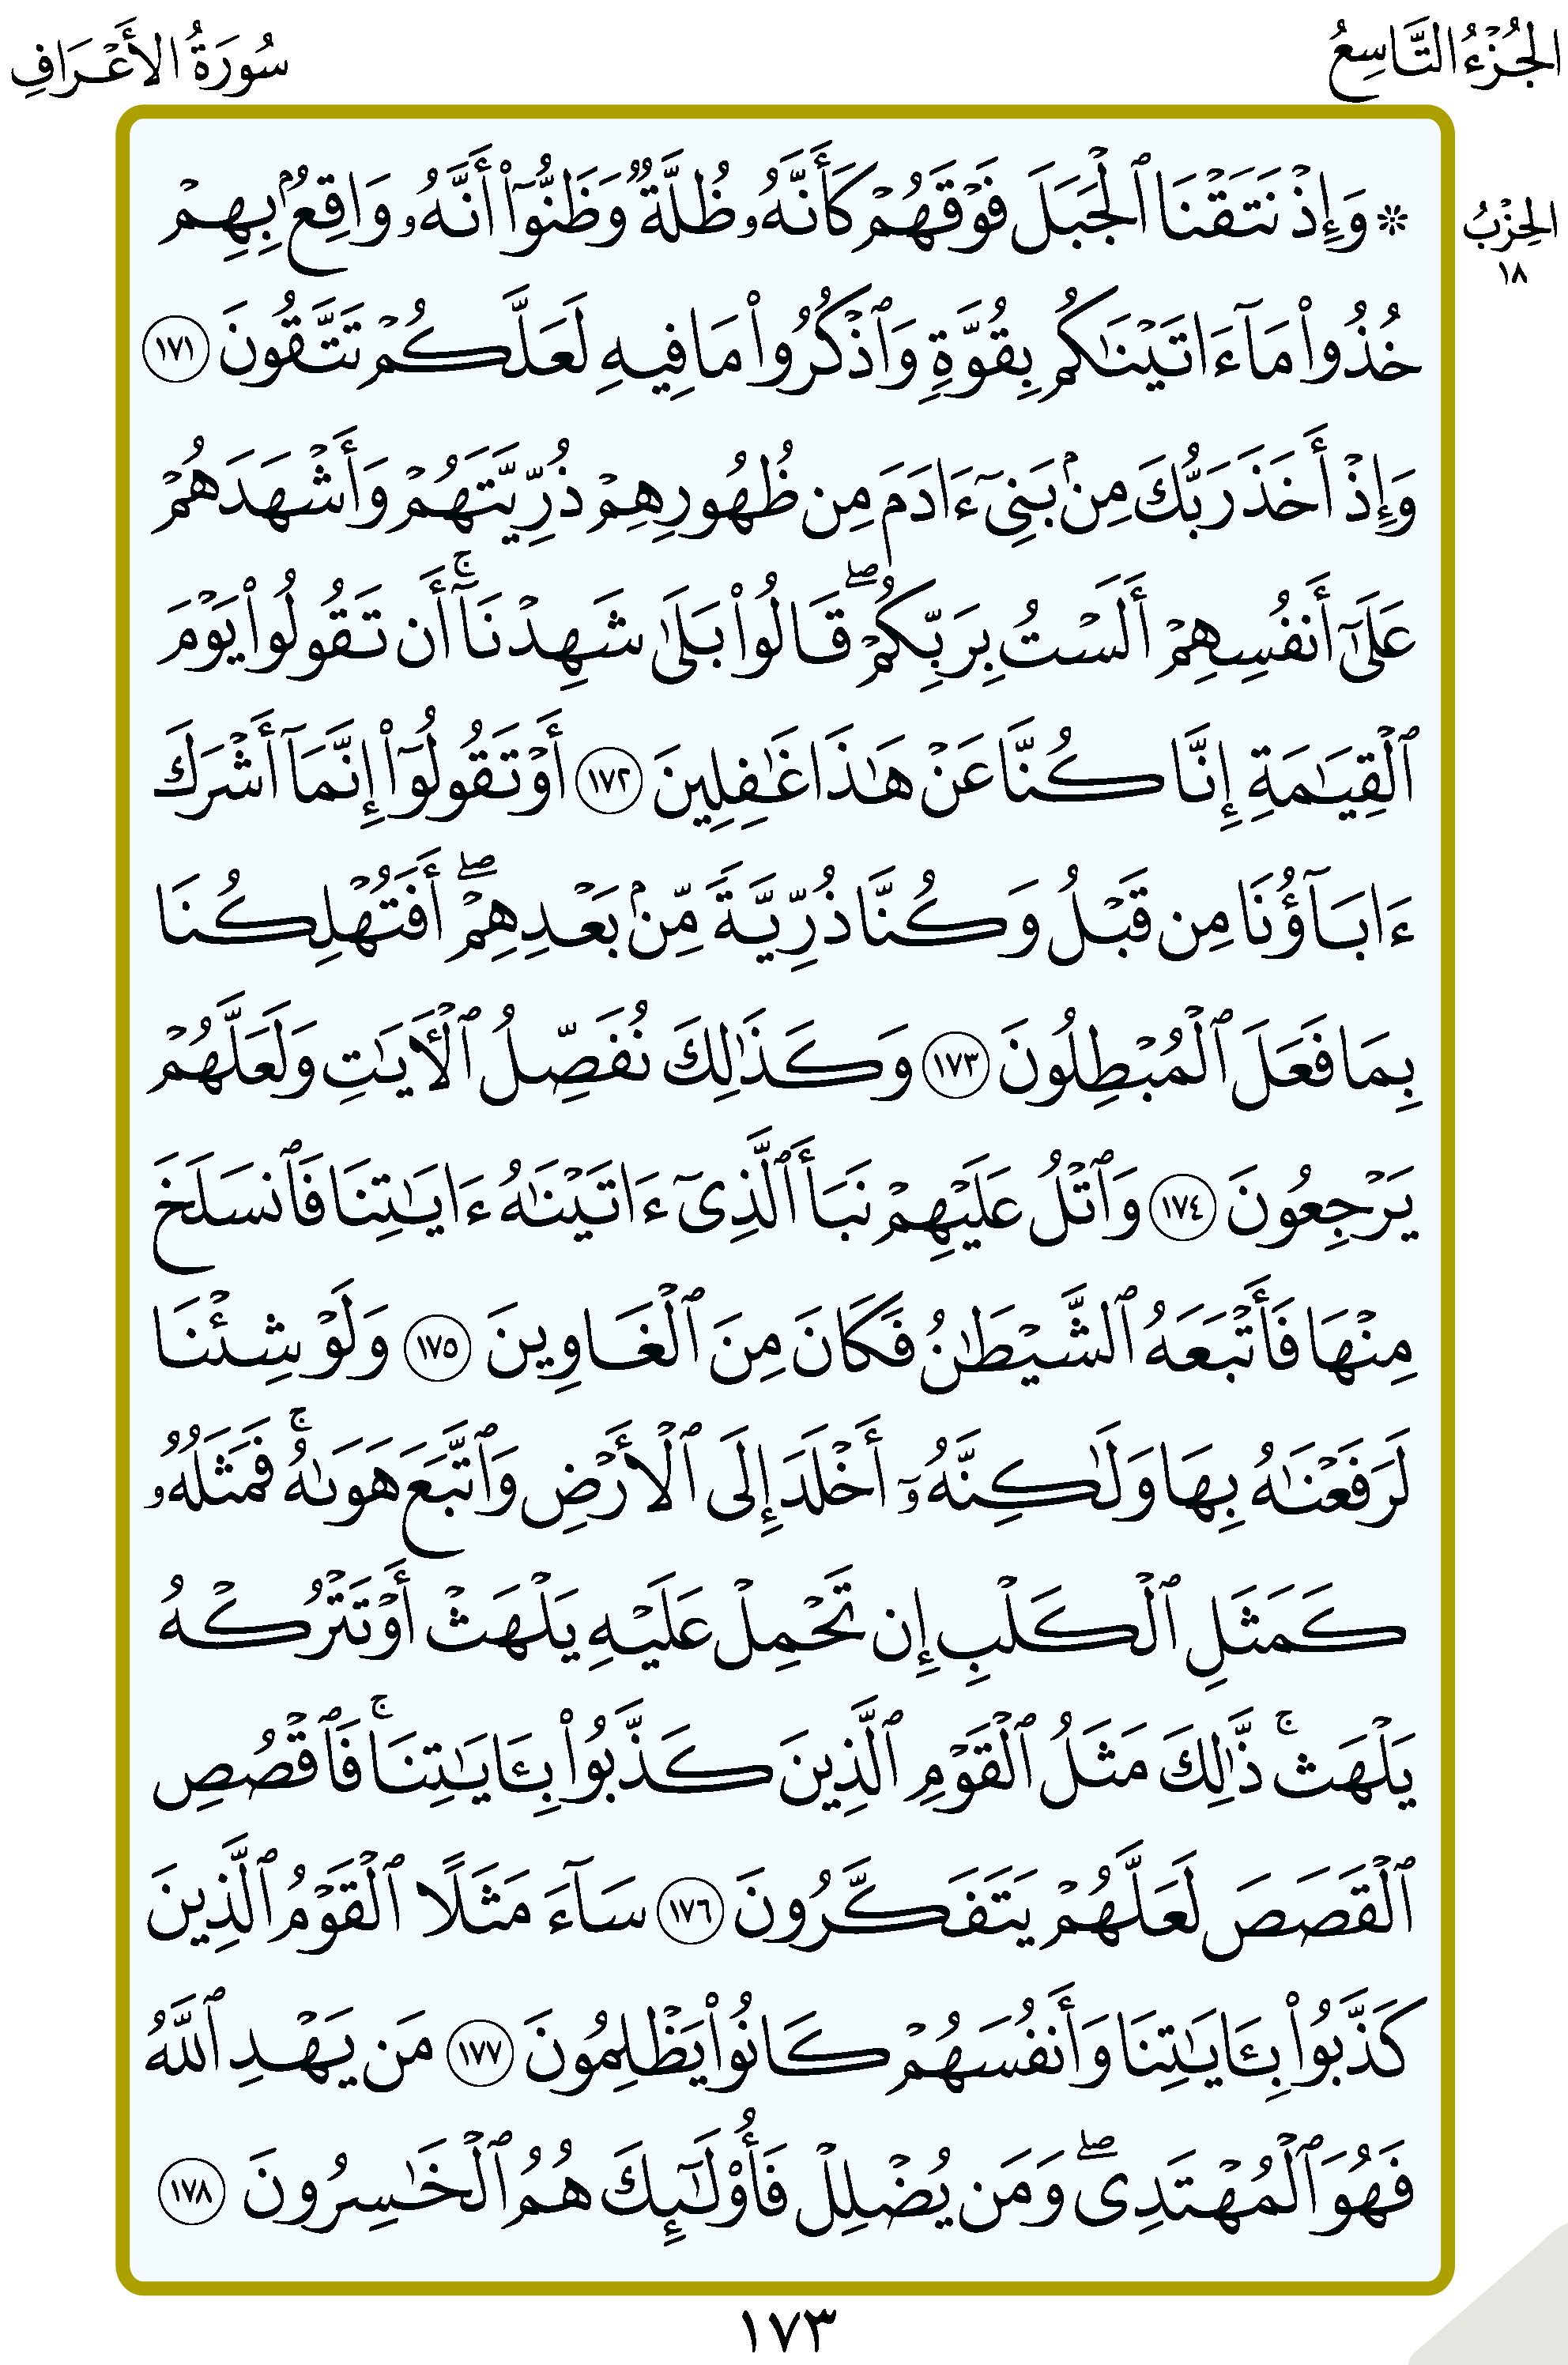 الجُزْءُ التَّاسِعُ
سُورَةُ الأَعْرَافِ
الحِزْبُ
١٨
۞ وَإِذْ نَتَقْنَا ٱلْجَبَلَ فَوْقَهُمْ كَأَنَّهُۥ ظُلَّةٌ وَظَنُّوٓا۟ أَنَّهُۥ وَاقِعٌۢ بِهِمْ
خُذُوا۟ مَآ ءَاتَيْنَـٰكُم بِقُوَّةٍ وَٱذْكُرُوا۟ مَا فِيهِ لَعَلَّكُمْ تَتَّقُونَ ١٧١
وَإِذْ أَخَذَ رَبُّكَ مِنۢ بَنِىٓ ءَادَمَ مِن ظُهُورِهِمْ ذُرِّيَّتَهُمْ وَأَشْهَدَهُمْ
عَلَىٰٓ أَنفُسِهِمْ أَلَسْتُ بِرَبِّكُمْ ۖ قَالُوا۟ بَلَىٰ شَهِدْنَآ ۚ أَن تَقُولُوا۟ يَوْمَ
ٱلْقِيَـٰمَةِ إِنَّا كُنَّا عَنْ هَـٰذَا غَـٰفِلِينَ ١٧٢ أَوْ تَقُولُوٓا۟ إِنَّمَآ أَشْرَكَ
ءَابَآؤُنَا مِن قَبْلُ وَكُنَّا ذُرِّيَّةً مِّنۢ بَعْدِهِمْ ۖ أَفَتُهْلِكُنَا
بِمَا فَعَلَ ٱلْمُبْطِلُونَ ١٧٣ وَكَذَٰلِكَ نُفَصِّلُ ٱلْـَٔايَـٰتِ وَلَعَلَّهُمْ
يَرْجِعُونَ ١٧٤ وَٱتْلُ عَلَيْهِمْ نَبَأَ ٱلَّذِىٓ ءَاتَيْنَـٰهُ ءَايَـٰتِنَا فَٱنسَلَخَ
مِنْهَا فَأَتْبَعَهُ ٱلشَّيْطَـٰنُ فَكَانَ مِنَ ٱلْغَاوِينَ ١٧٥ وَلَوْ شِئْنَا
لَرَفَعْنَـٰهُ بِهَا وَلَـٰكِنَّهُۥٓ أَخْلَدَ إِلَى ٱلْأَرْضِ وَٱتَّبَعَ هَوَىٰهُ ۚ فَمَثَلُهُۥ
كَمَثَلِ ٱلْكَلْبِ إِن تَحْمِلْ عَلَيْهِ يَلْهَثْ أَوْ تَتْرُكْهُ
يَلْهَث ۚ ذَّٰلِكَ مَثَلُ ٱلْقَوْمِ ٱلَّذِينَ كَذَّبُوا۟ بِـَٔايَـٰتِنَا ۚ فَٱقْصُصِ
ٱلْقَصَصَ لَعَلَّهُمْ يَتَفَكَّرُونَ ١٧٦ سَآءَ مَثَلًا ٱلْقَوْمُ ٱلَّذِينَ
كَذَّبُوا۟ بِـَٔايَـٰتِنَا وَأَنفُسَهُمْ كَانُوا۟ يَظْلِمُونَ ١٧٧ مَن يَهْدِ ٱللَّهُ
فَهُوَ ٱلْمُهْتَدِى ۖ وَمَن يُضْلِلْ فَأُو۟لَـٰٓئِكَ هُمُ ٱلْخَـٰسِرُونَ ١٧٨
١٧٣